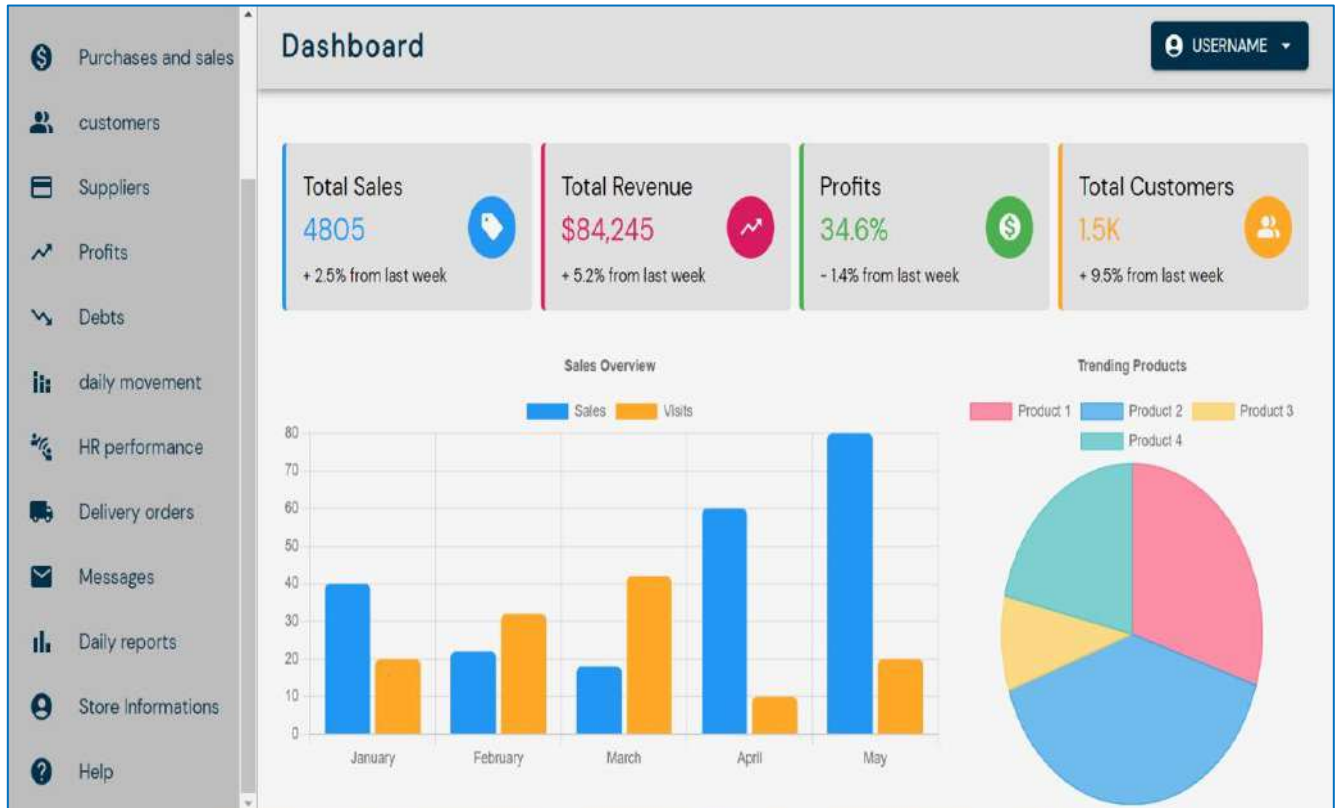 Purchases and sales
customers
Suppliers
Profits
Debts
daily movement
HR performance
Delivery orders
Messages
Daily reports
Store Informations
Help
Dashboard
USERNAME
Total Sales
4805
+ 2.5% from last week
Total Revenue
$84,245
+ 5.2% from last week
Profits
34.6%
- 1.4% from last week
Total Customers
1.5K
+ 9.5% from last week
Sales Overview
Sales Visits
80
70
60
50
40
30
20
10
0
January February March April May
Trending Products
Product 1 Product 2 Product 3
Product 4